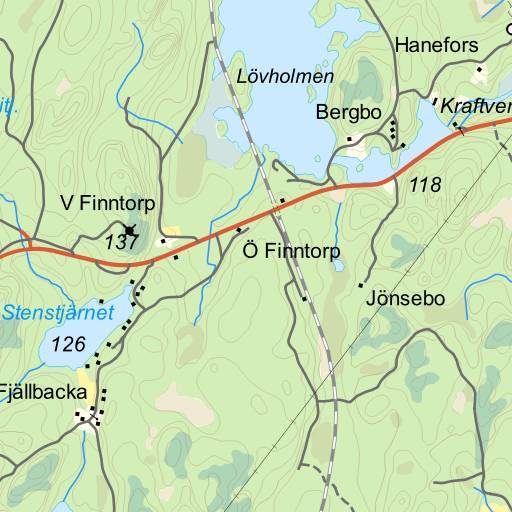 Hanefors
Lövholmen
Kraftver
Bergbo
118
V Finntorp
137
Ö Finntorp
Jönsebo
Stenstjärnet
126
Fjällbacka